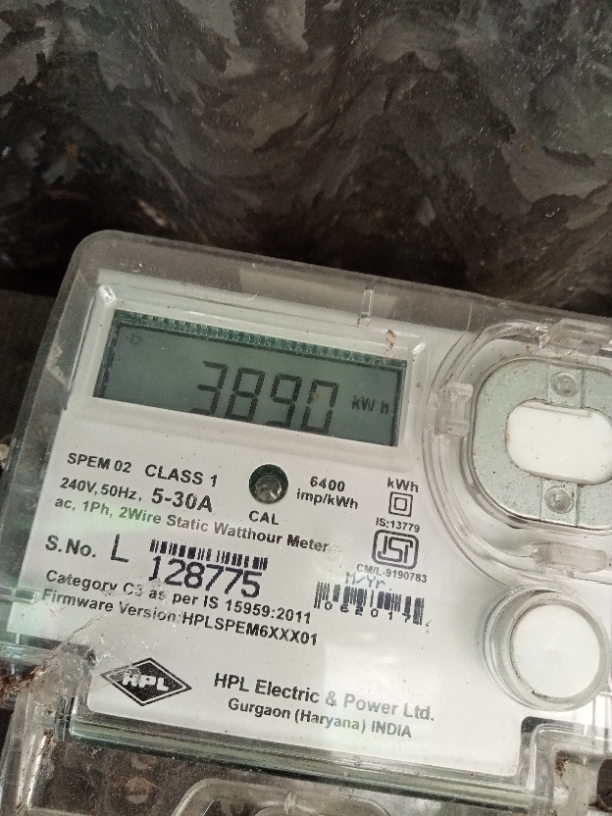 3890 kWh
SPEM 02 CLASS 1
240V, 50Hz, 5-30A
ac, 1Ph, 2Wire Static Watthour Meter
CAL
6400
imp/kWh
kWh
IS:13779
ISI
CM/L-9190783
S.No. L 128775
M/Yr.
062017
Category C3 as per IS 15959:2011
Firmware Version:HPLSPEM6XXX01
HPL
HPL Electric & Power Ltd.
Gurgaon (Haryana) INDIA